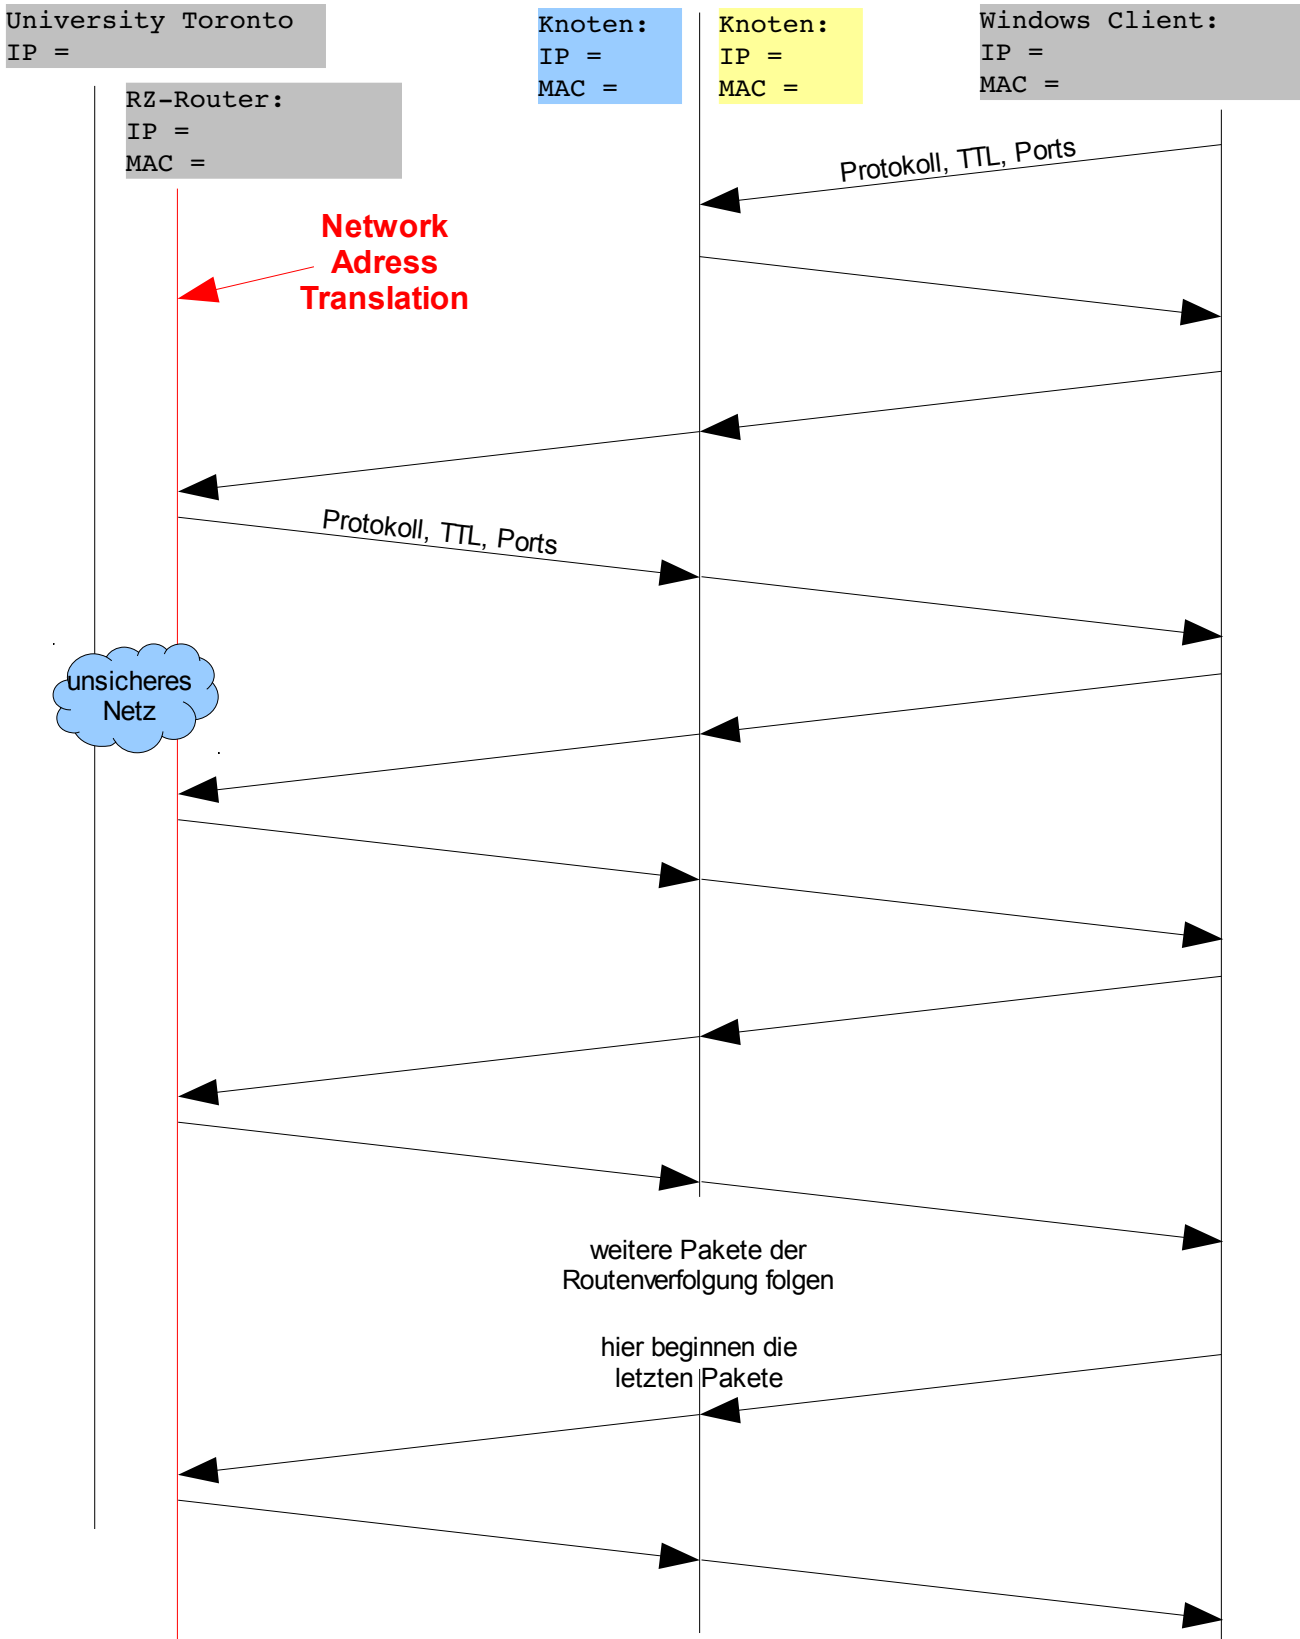 University Toronto
IP =
RZ-Router:
IP =
MAC =
Knoten:
IP =
MAC =
Knoten:
IP =
MAC =
Windows Client:
IP =
MAC =
Protokoll, TTL, Ports
Network
Adress
Translation
Protokoll, TTL, Ports
unsicheres
Netz
weitere Pakete der
Routenverfolgung folgen
hier beginnen die
letzten Pakete